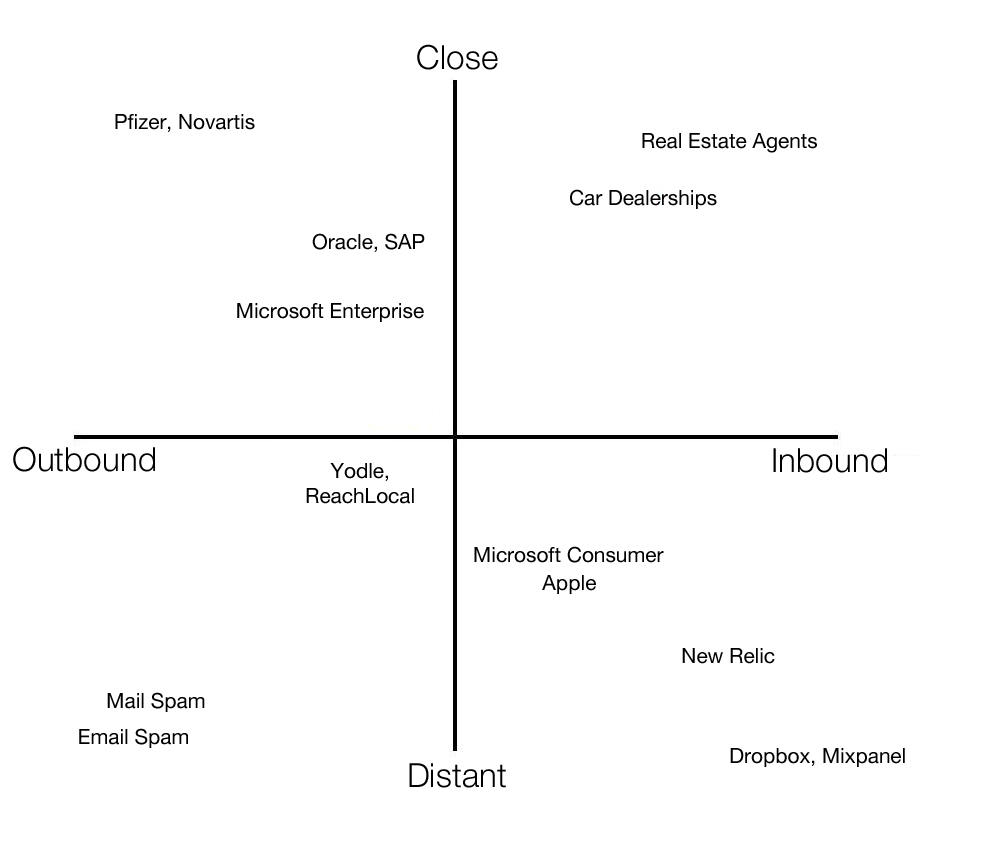 Close
Pfizer, Novartis
Real Estate Agents
Car Dealerships
Oracle, SAP
Microsoft Enterprise
Outbound
Inbound
Yodle,
ReachLocal
Microsoft Consumer
Apple
New Relic
Mail Spam
Email Spam
Dropbox, Mixpanel
Distant